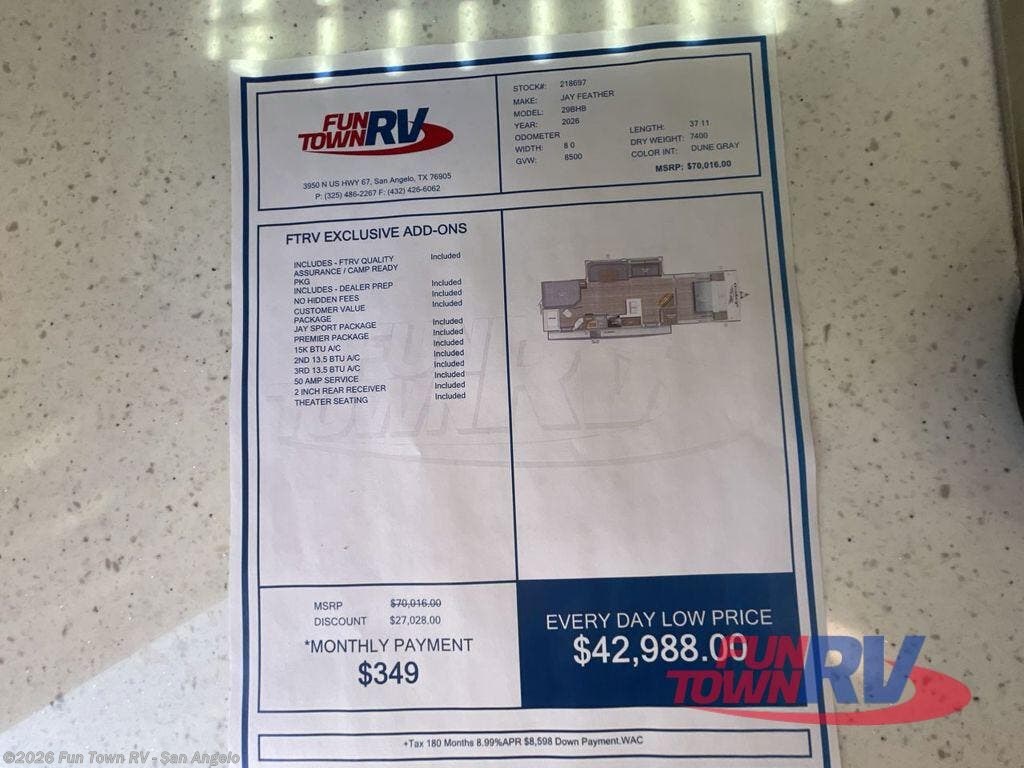 FUN
TOWN RV
3950 N US HWY 67, San Angelo, TX 76905
P: (325) 486-2267 F: (432) 426-6062
STOCK#: 218697
MAKE: JAY FEATHER
MODEL: 29BHB
YEAR: 2026
ODOMETER
WIDTH: 8 0
GVW: 8500
LENGTH: 37 11
DRY WEIGHT: 7400
COLOR INT: DUNE GRAY
MSRP: $70,016.00
FTRV EXCLUSIVE ADD-ONS
INCLUDES - FTRV QUALITY Included
ASSURANCE / CAMP READY
PKG
INCLUDES - DEALER PREP Included
NO HIDDEN FEES Included
CUSTOMER VALUE Included
PACKAGE
JAY SPORT PACKAGE Included
PREMIER PACKAGE Included
15K BTU A/C Included
2ND 13.5 BTU A/C Included
3RD 13.5 BTU A/C Included
50 AMP SERVICE Included
2 INCH REAR RECEIVER Included
THEATER SEATING Included
FUN
TOWN RV
MSRP $70,016.00
DISCOUNT $27,028.00
*MONTHLY PAYMENT
$349
EVERY DAY LOW PRICE
$42,988.00
FUN
TOWN RV
+Tax 180 Months 8.99%APR $8,598 Down Payment.WAC
©2026 Fun Town RV - San Angelo